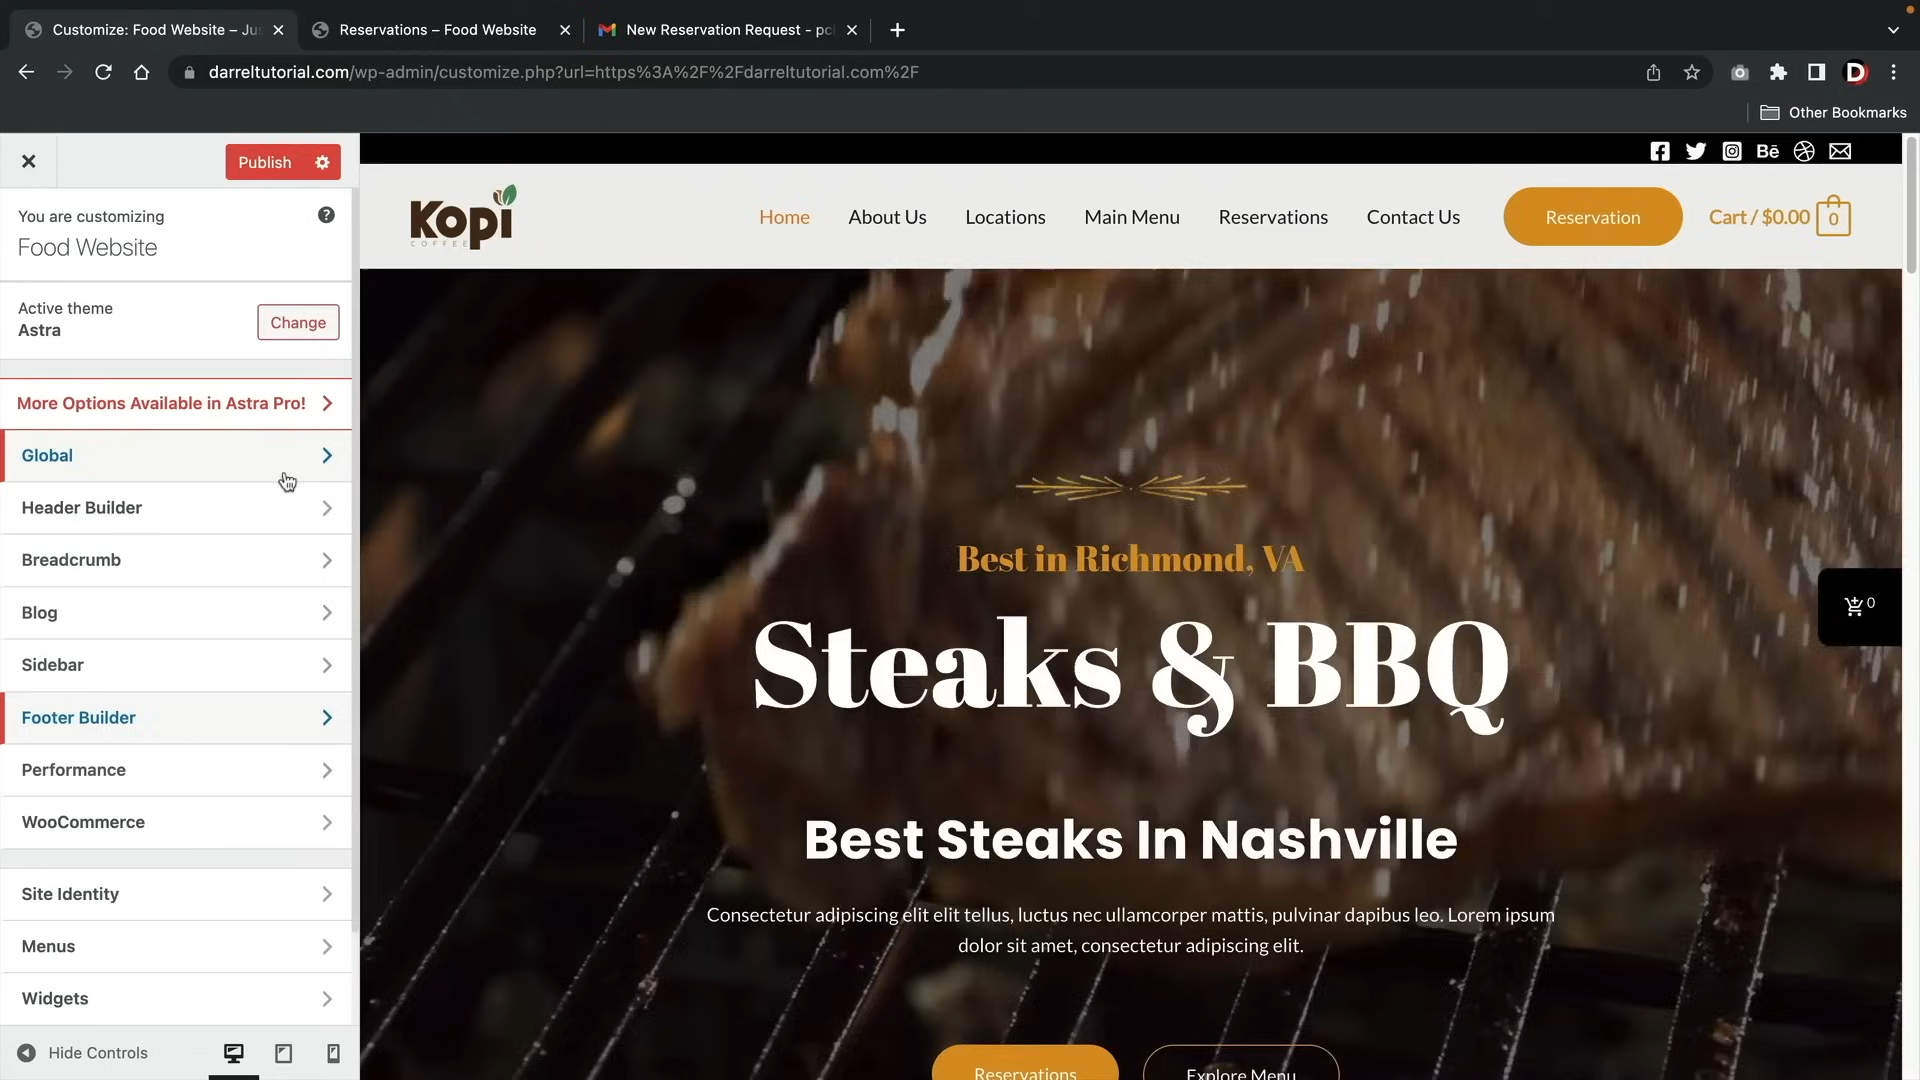 Customize: Food Website – Ju
Reservations – Food Website
New Reservation Request - pc
darreltutorial.com/wp-admin/customize.php?url=https%3A%2F%2Fdarreltutorial.com%2F
D
Other Bookmarks
Publish
You are customizing
Food Website
Active theme
Astra
Change
More Options Available in Astra Pro!
Global
Header Builder
Breadcrumb
Blog
Sidebar
Footer Builder
Performance
WooCommerce
Site Identity
Menus
Widgets
Hide Controls
Bē
Kopi
COFFEE
Home
About Us
Locations
Main Menu
Reservations
Contact Us
Reservation
Cart / $0.00
0
Best in Richmond, VA
Steaks & BBQ
0
Best Steaks In Nashville
Consectetur adipiscing elit elit tellus, luctus nec ullamcorper mattis, pulvinar dapibus leo. Lorem ipsum
dolor sit amet, consectetur adipiscing elit.
Reservations
Explore Menu